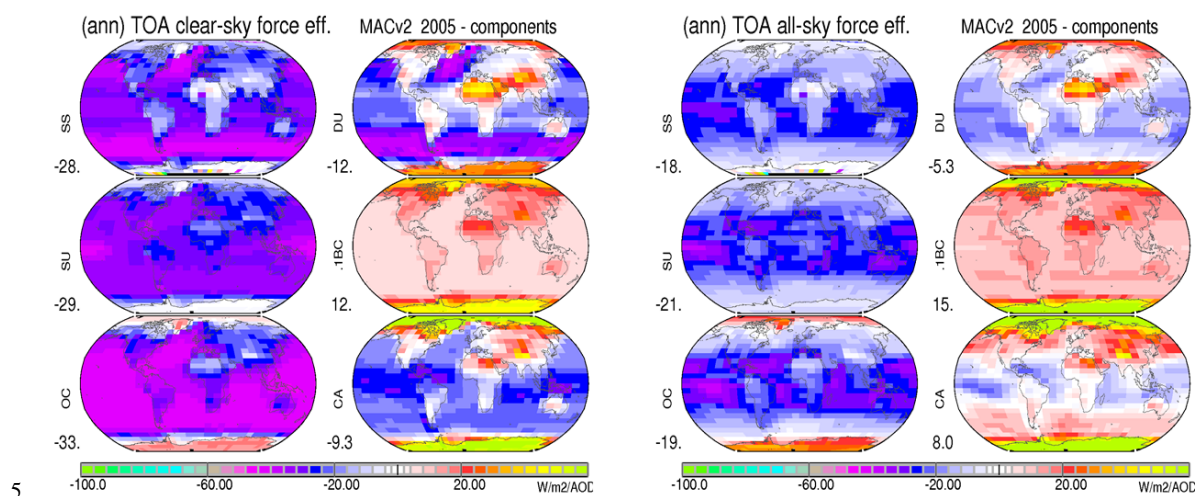 (ann) TOA clear-sky force eff. MACv2 2005 - components
SS
-28.
DU
-12.
SU
-29.
.1BC
12.
OC
-33.
CA
-9.3
-100.0 -60.00 -20.00 20.00 W/m2/AOD
(ann) TOA all-sky force eff. MACv2 2005 - components
SS
-18.
DU
-5.3
SU
-21.
.1BC
15.
OC
-19.
CA
8.0
-100.0 -60.00 -20.00 20.00 W/m2/AOD
5